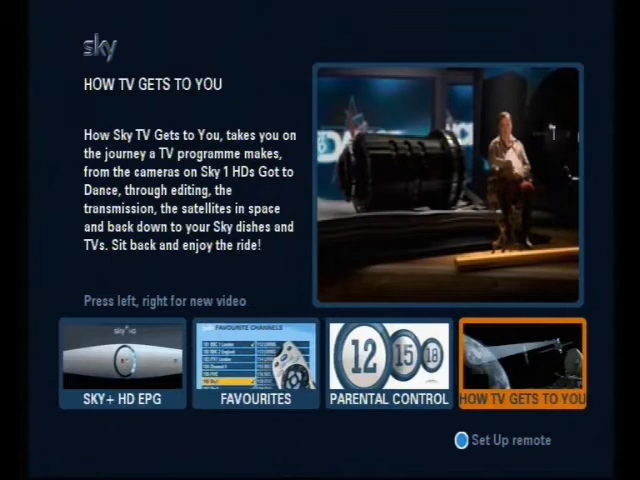 sky
HOW TV GETS TO YOU
How Sky TV Gets to You, takes you on
the journey a TV programme makes,
from the cameras on Sky 1 HDs Got to
Dance, through editing, the
transmission, the satellites in space
and back down to your Sky dishes and
TVs. Sit back and enjoy the ride!
Press left, right for new video
FAVOURITE CHANNELS
12 15 18
SKY+ HD EPG
FAVOURITES
PARENTAL CONTROL
HOW TV GETS TO YOU
Set Up remote